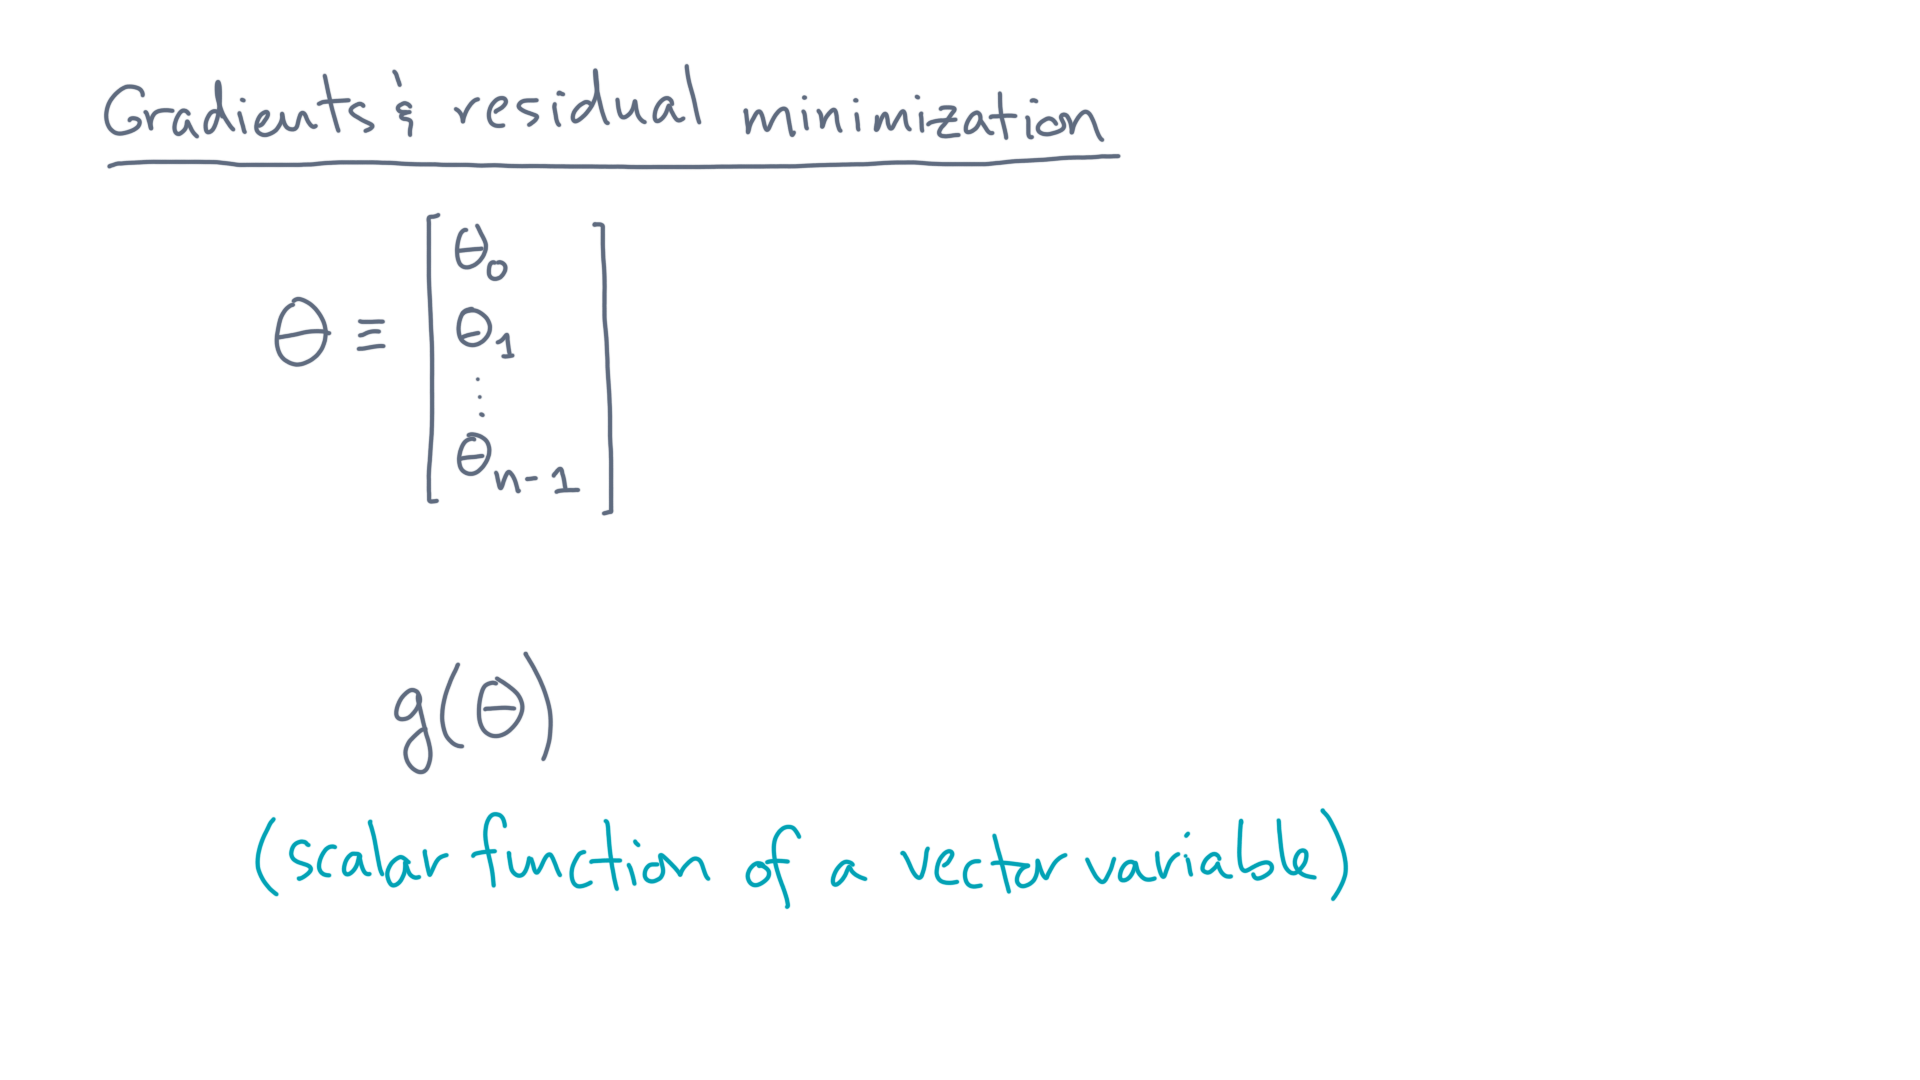 Gradients & residual minimization
θ ≡ [θ₀
θ₁
⋮
θₙ₋₁]
g(θ)
(scalar function of a vector variable)